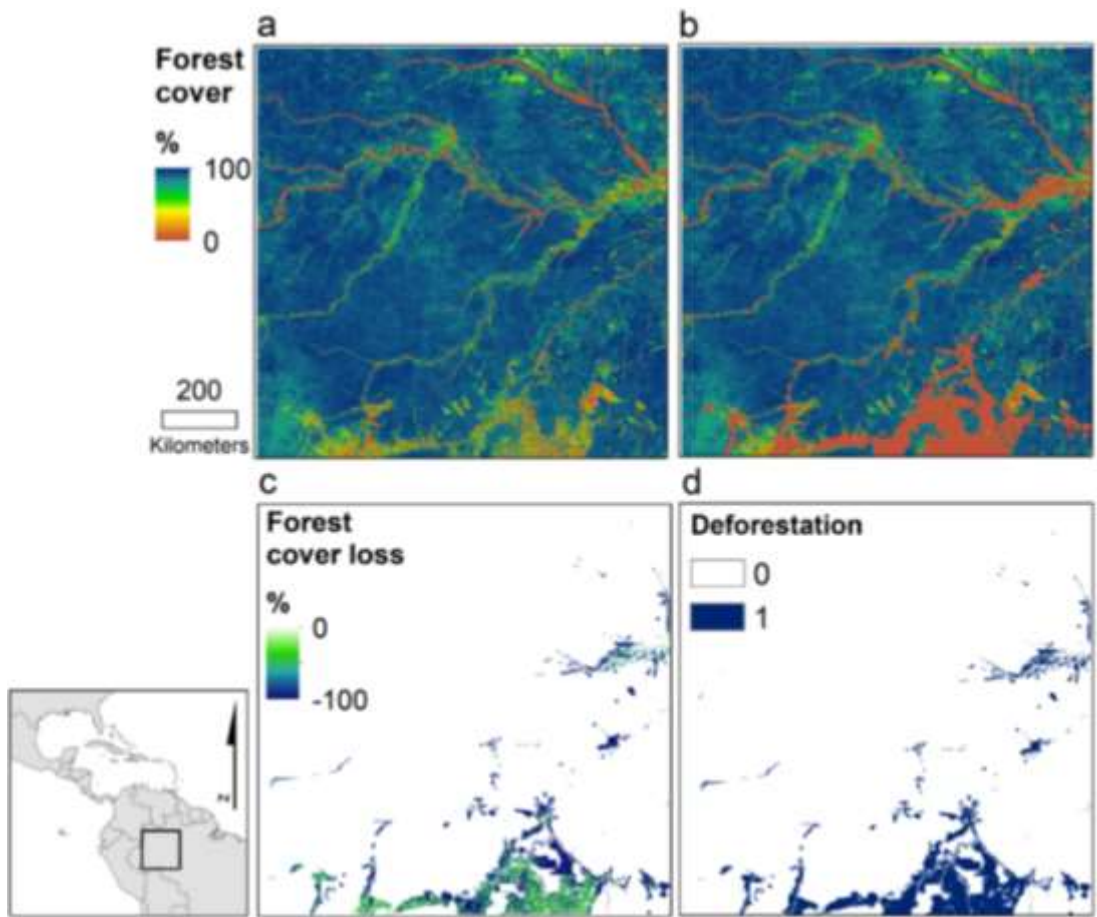 a
b
Forest
cover
%
100
0
200
Kilometers
c
d
Forest
cover loss
%
0
-100
Deforestation
0
1